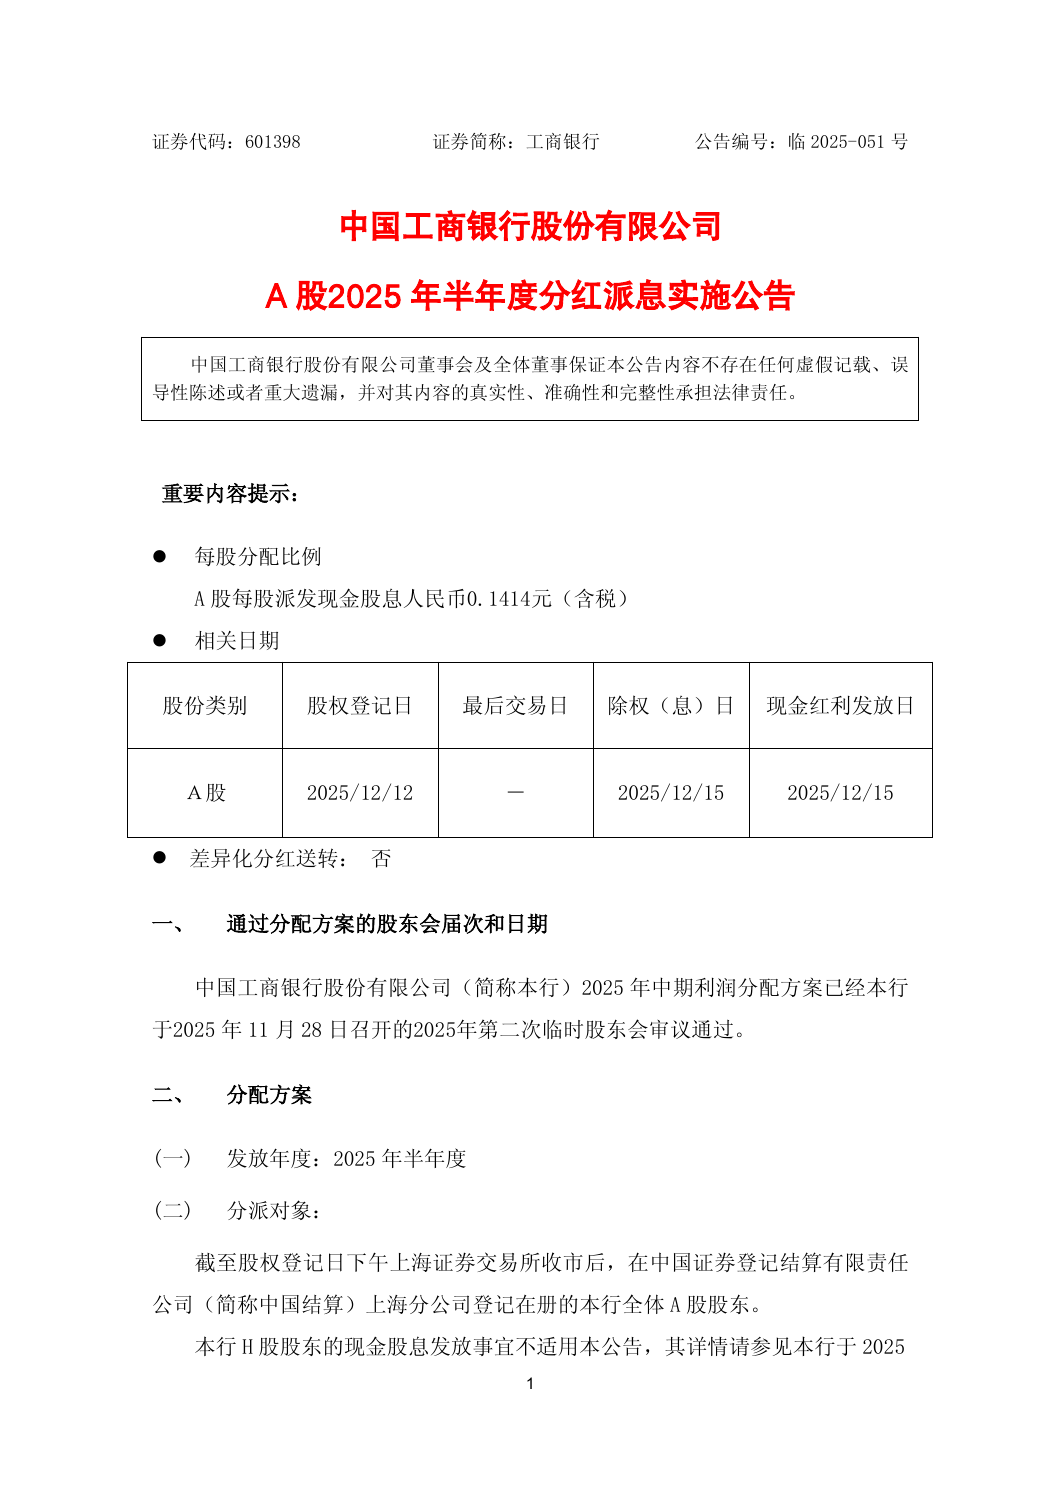 证券代码：601398 证券简称：工商银行 公告编号：临 2025-051 号
中国工商银行股份有限公司
A 股2025 年半年度分红派息实施公告
中国工商银行股份有限公司董事会及全体董事保证本公告内容不存在任何虚假记载、误
导性陈述或者重大遗漏，并对其内容的真实性、准确性和完整性承担法律责任。
重要内容提示：
● 每股分配比例
A 股每股派发现金股息人民币0.1414元（含税）
● 相关日期
股份类别 股权登记日 最后交易日 除权（息）日 现金红利发放日
A股 2025/12/12 － 2025/12/15 2025/12/15
● 差异化分红送转： 否
一、 通过分配方案的股东会届次和日期
中国工商银行股份有限公司（简称本行）2025 年中期利润分配方案已经本行
于2025 年 11 月 28 日召开的2025年第二次临时股东会审议通过。
二、 分配方案
(一) 发放年度：2025 年半年度
(二) 分派对象：
截至股权登记日下午上海证券交易所收市后，在中国证券登记结算有限责任
公司（简称中国结算）上海分公司登记在册的本行全体 A 股股东。
本行 H 股股东的现金股息发放事宜不适用本公告，其详情请参见本行于 2025
1